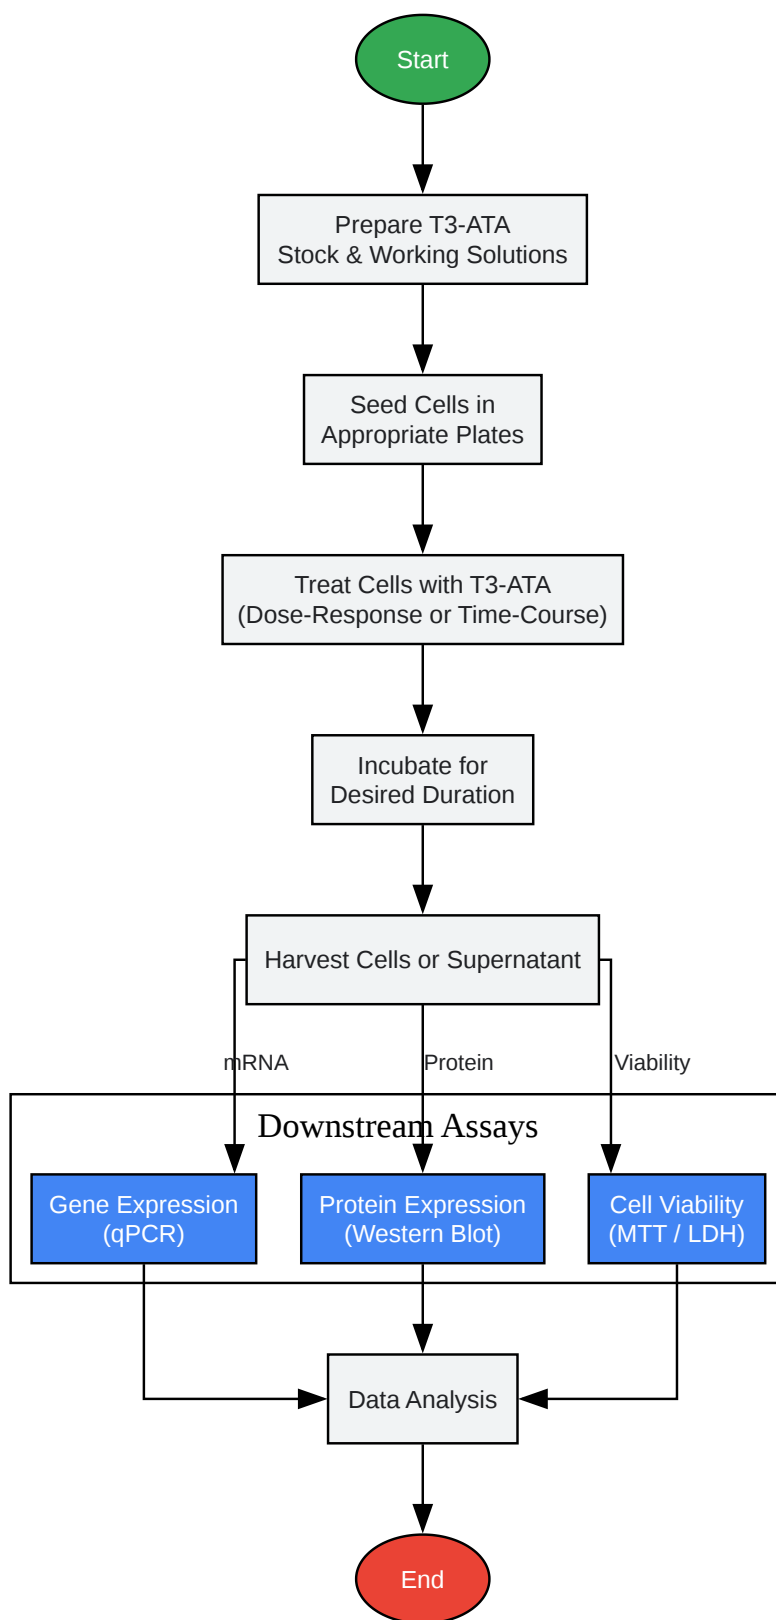 Start
Prepare T3-ATA
Stock & Working Solutions
Seed Cells in
Appropriate Plates
Treat Cells with T3-ATA
(Dose-Response or Time-Course)
Incubate for
Desired Duration
Harvest Cells or Supernatant
mRNA
Protein
Viability
Downstream Assays
Gene Expression
(qPCR)
Protein Expression
(Western Blot)
Cell Viability
(MTT / LDH)
Data Analysis
End